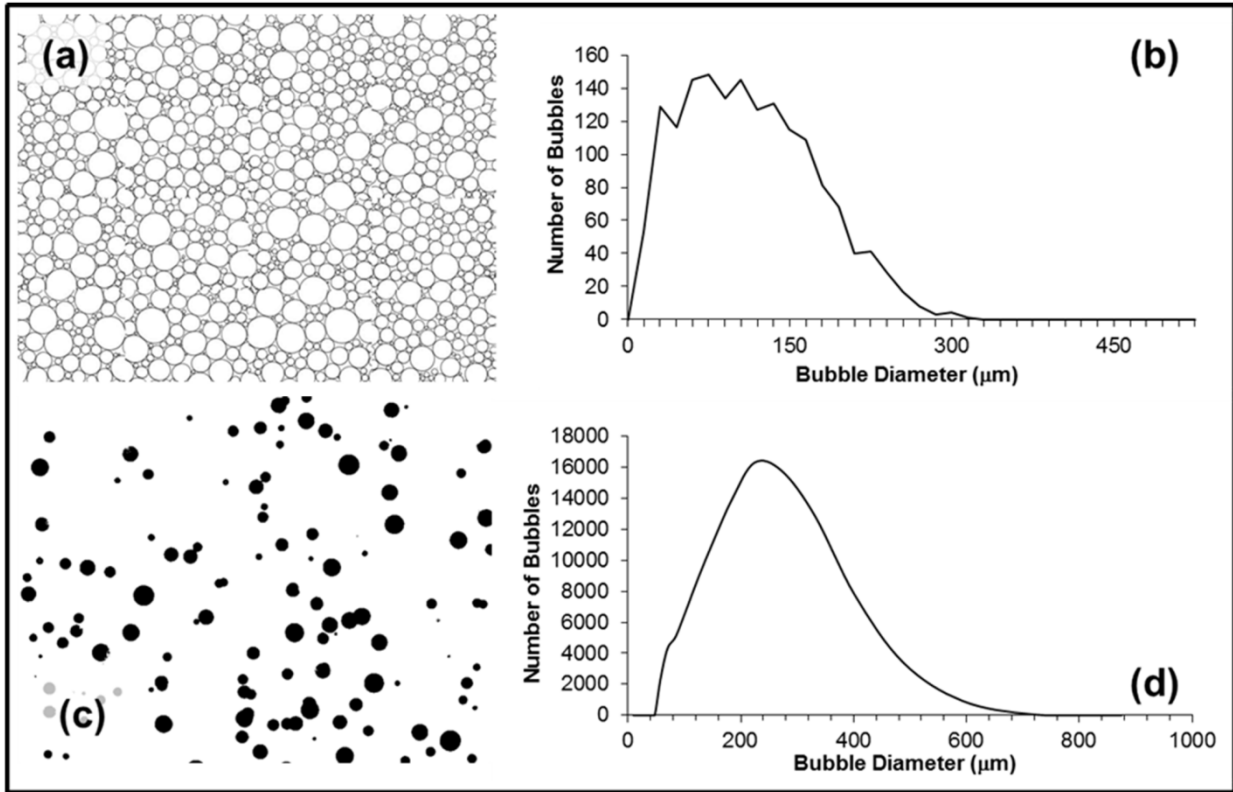 (a)
(b)
Number of Bubbles
160
140
120
100
80
60
40
20
0
0 150 300 450
Bubble Diameter (μm)
(c)
(d)
Number of Bubbles
18000
16000
14000
12000
10000
8000
6000
4000
2000
0
0 200 400 600 800 1000
Bubble Diameter (μm)